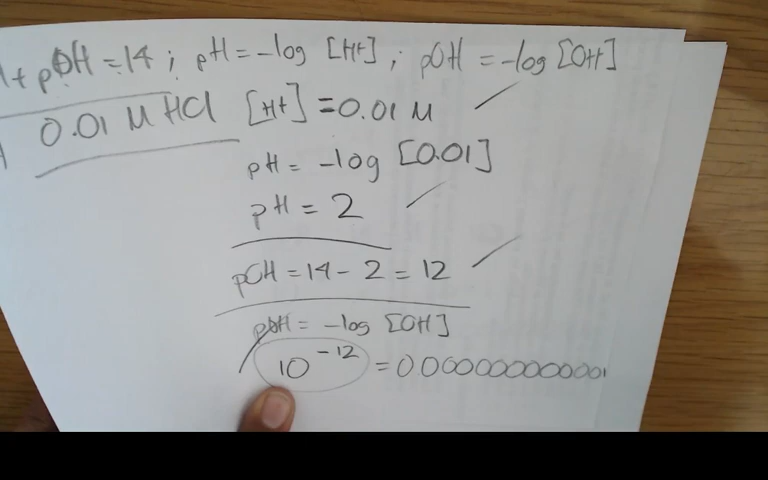 + pOH = 14 ; pH = -log [H+] ; pOH = -log [OH]
0.01 M HCl [H+] = 0.01 M
pH = -log [0.01]
pH = 2
pOH = 14 - 2 = 12
pOH = -log [OH]
10⁻¹² = 0.000000000001